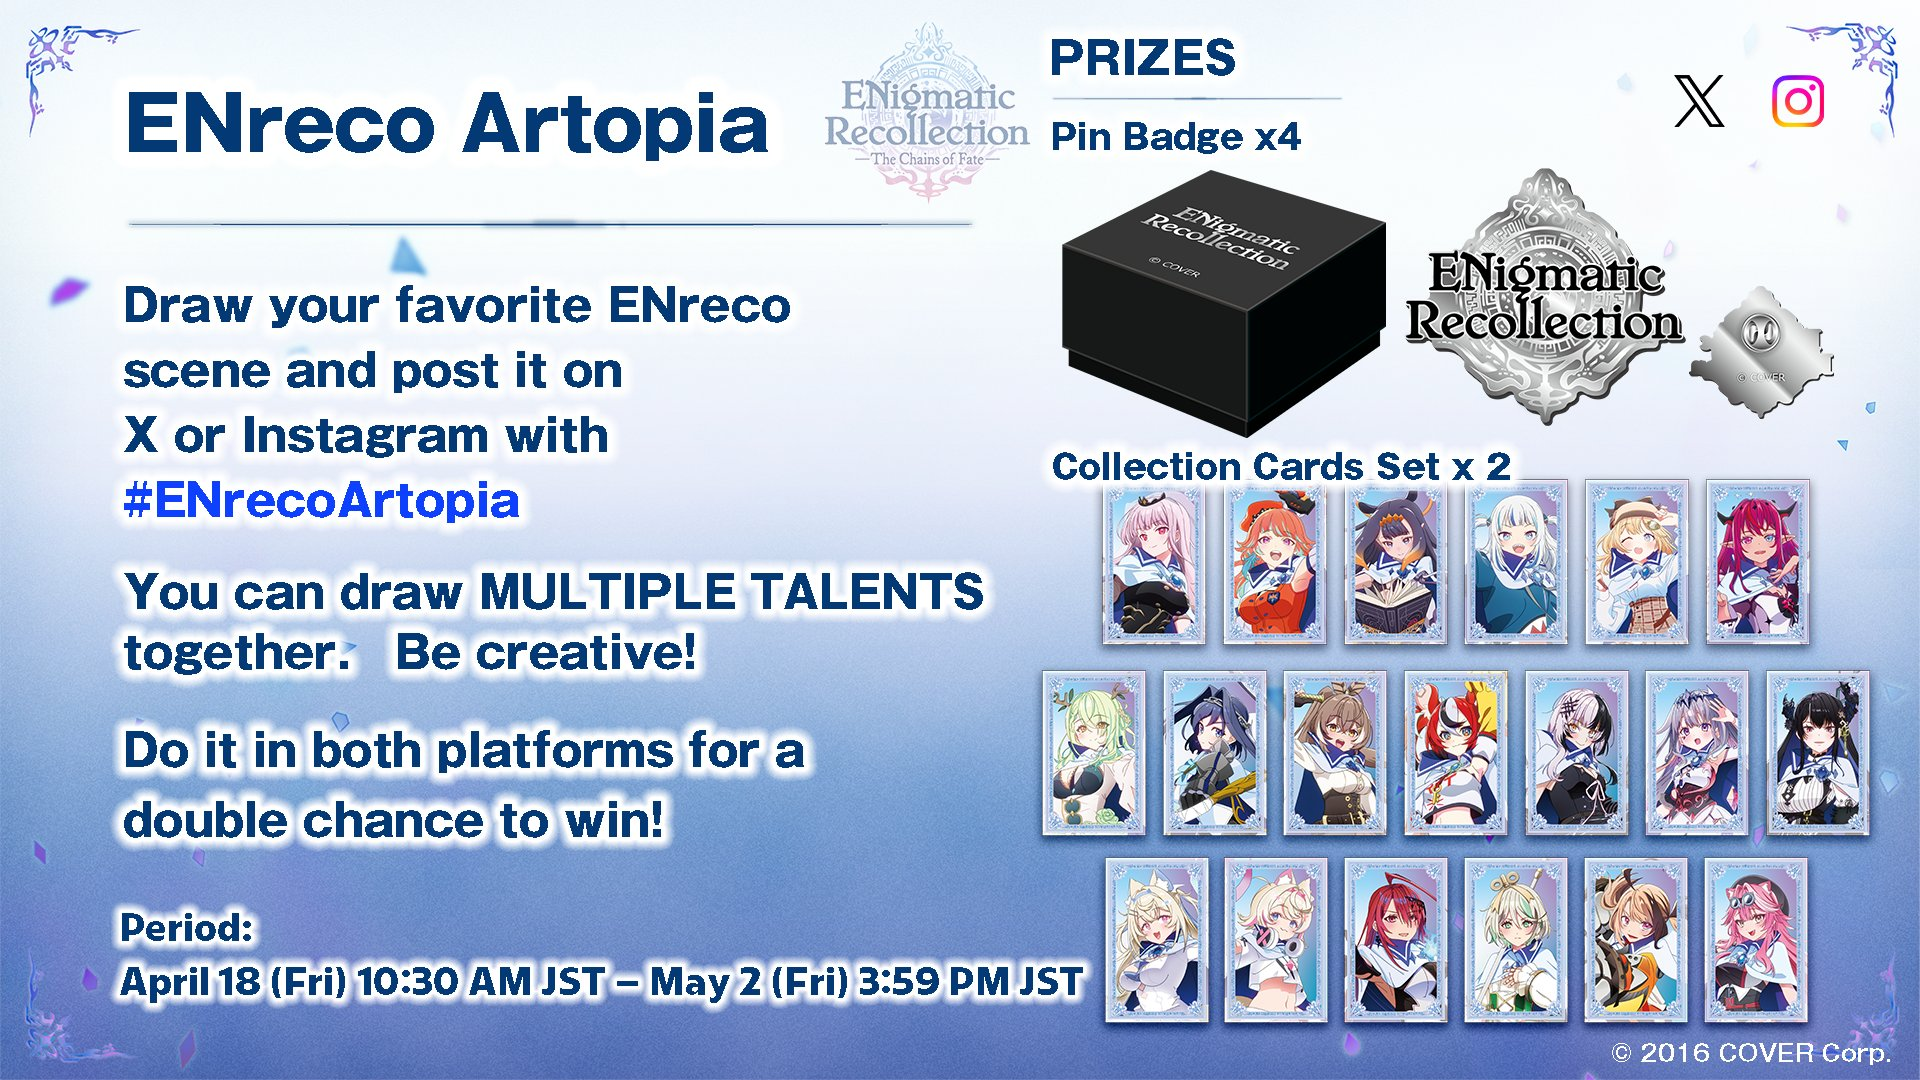 ENreco Artopia
ENigmatic
Recollection
—The Chains of Fate—
Draw your favorite ENreco
scene and post it on
X or Instagram with
#ENrecoArtopia
You can draw MULTIPLE TALENTS
together. Be creative!
Do it in both platforms for a
double chance to win!
Period:
April 18 (Fri) 10:30 AM JST – May 2 (Fri) 3:59 PM JST
PRIZES
Pin Badge x4
ENigmatic
Recollection
© COVER
ENigmatic
Recollection
© COVER
Collection Cards Set x 2
© 2016 COVER Corp.